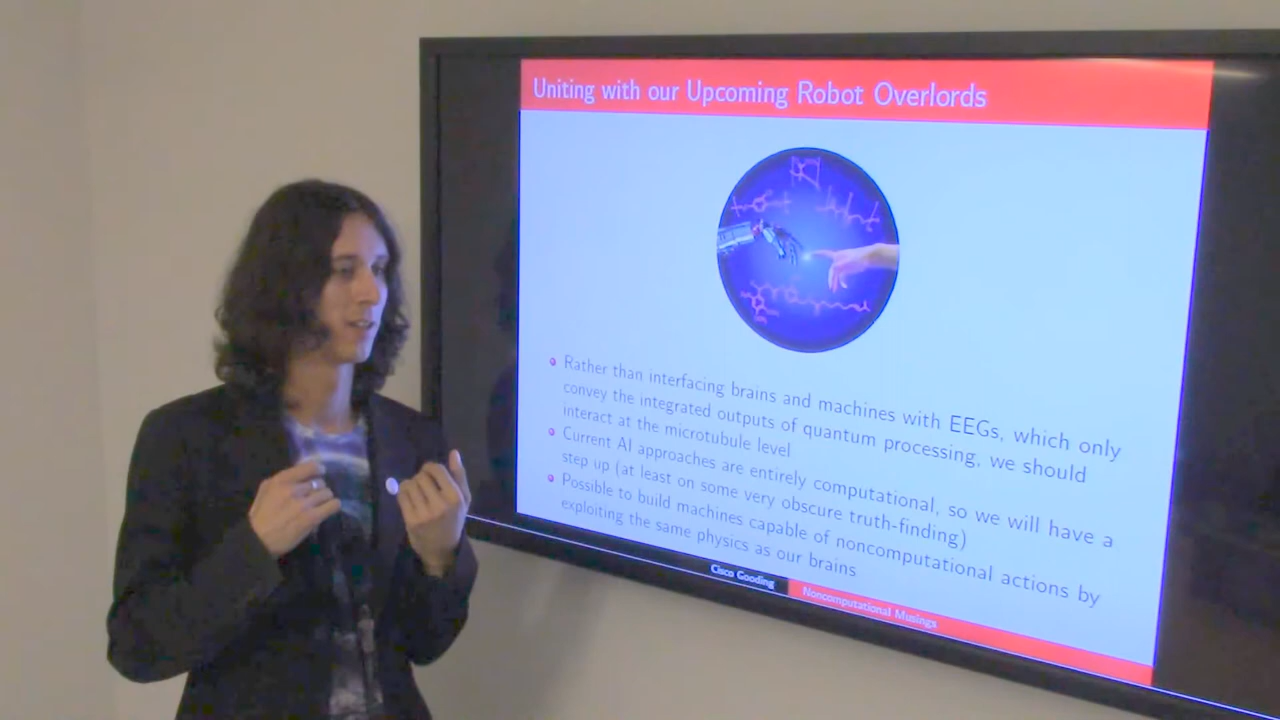 Uniting with our Upcoming Robot Overlords
Rather than interfacing brains and machines with EEGs, which only
convey the integrated outputs of quantum processing, we should
interact at the microtubule level
Current AI approaches are entirely computational, so we will have a
step up (at least on some very obscure truth-finding)
Possible to build machines capable of noncomputational actions by
exploiting the same physics as our brains
Cisco Gooding
Noncomputational Musings